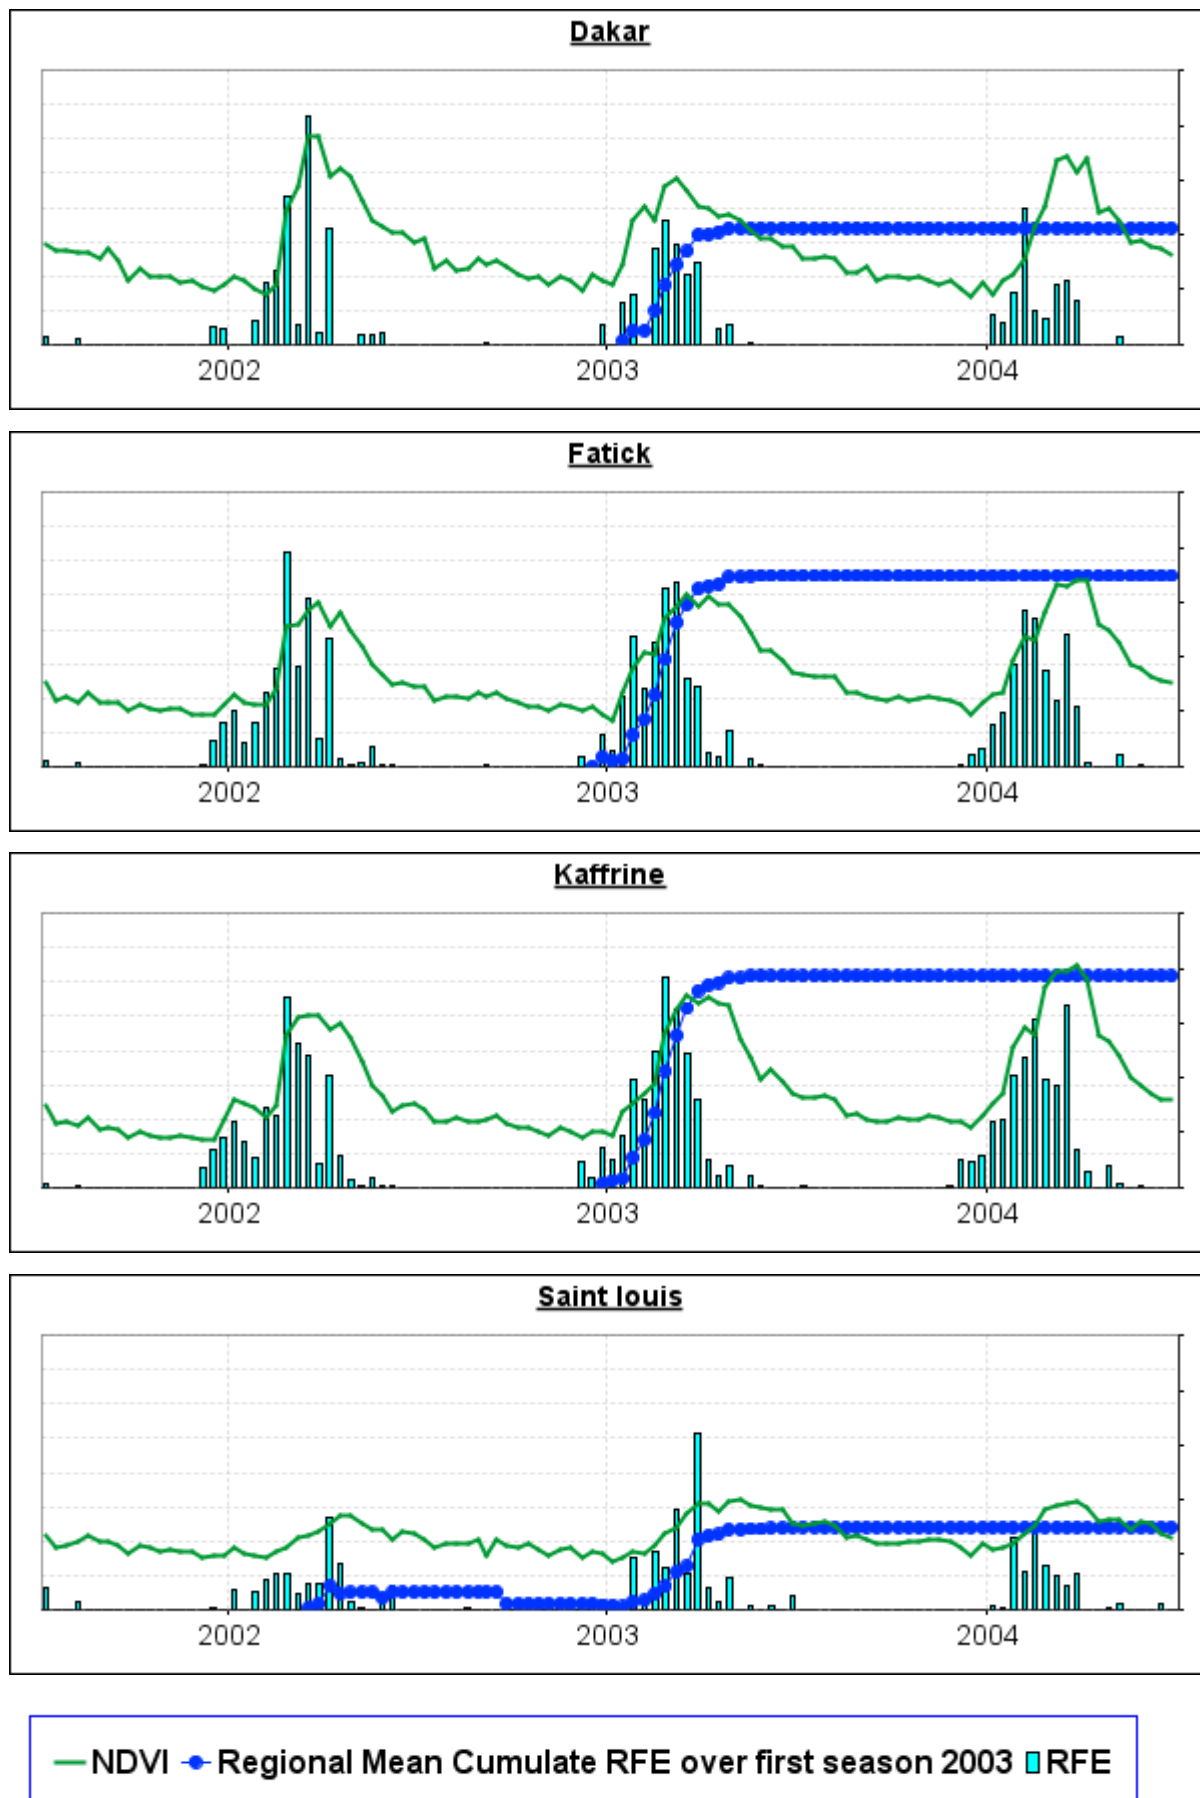 Dakar
2002 2003 2004
Fatick
2002 2003 2004
Kaffrine
2002 2003 2004
Saint louis
2002 2003 2004
NDVI Regional Mean Cumulate RFE over first season 2003 RFE